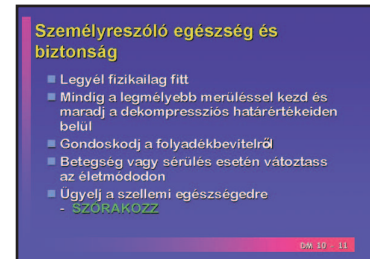 Személyreszóló egészség és
biztonság
Legyél fizikailag fitt
Mindig a legmélyebb merüléssel kezd és
maradj a dekompressziós határértékeiden
belül
Gondoskodj a folyadékbevitelről
Betegség vagy sérülés esetén vátoztass
az életmódodon
Ügyelj a szellemi egészségedre
- SZÓRAKOZZ
DM 10 - 11